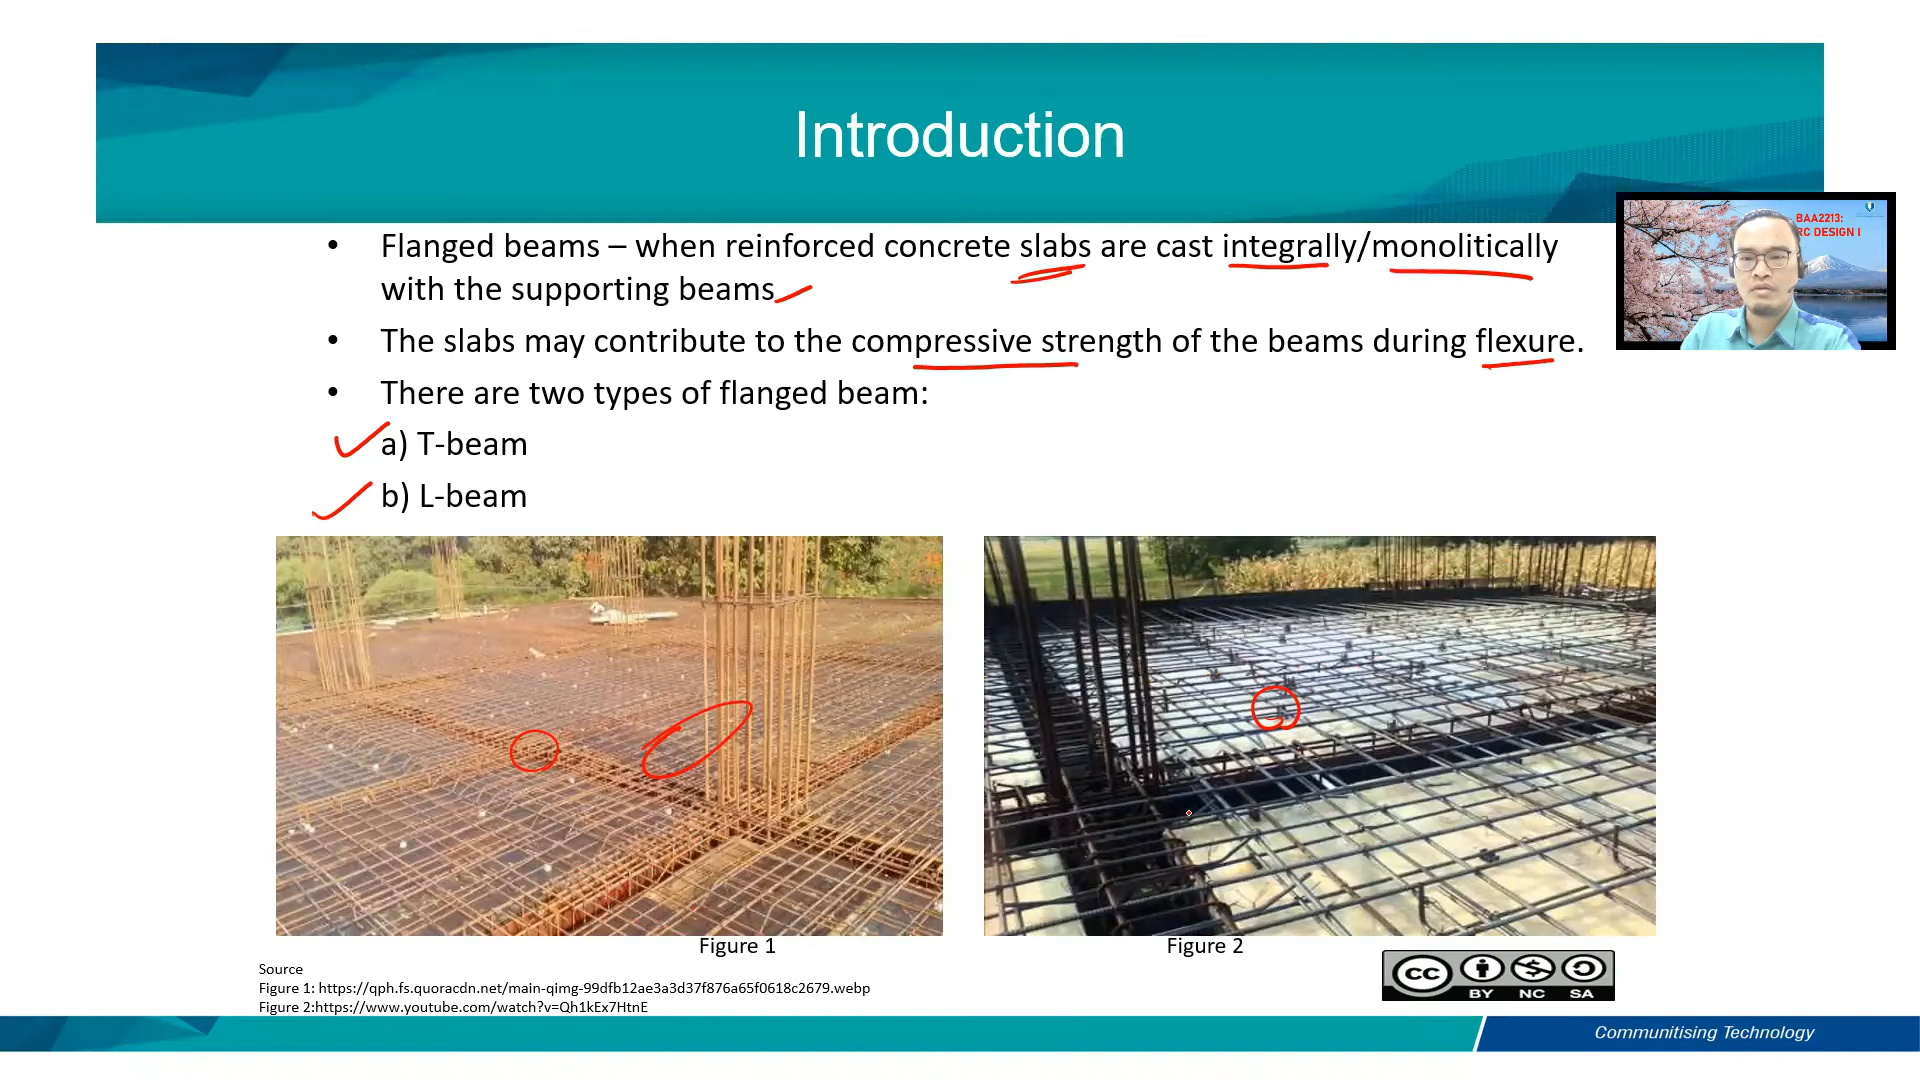 Introduction
BAA2213:
RC DESIGN I
• Flanged beams – when reinforced concrete slabs are cast integrally/monolitically
with the supporting beams
• The slabs may contribute to the compressive strength of the beams during flexure.
• There are two types of flanged beam:
a) T-beam
b) L-beam
Figure 1
Figure 2
Source
Figure 1: https://qph.fs.quoracdn.net/main-qimg-99dfb12ae3a3d37f876a65f0618c2679.webp
Figure 2:https://www.youtube.com/watch?v=Qh1kEx7HtnE
cc
BY NC SA
Communitising Technology